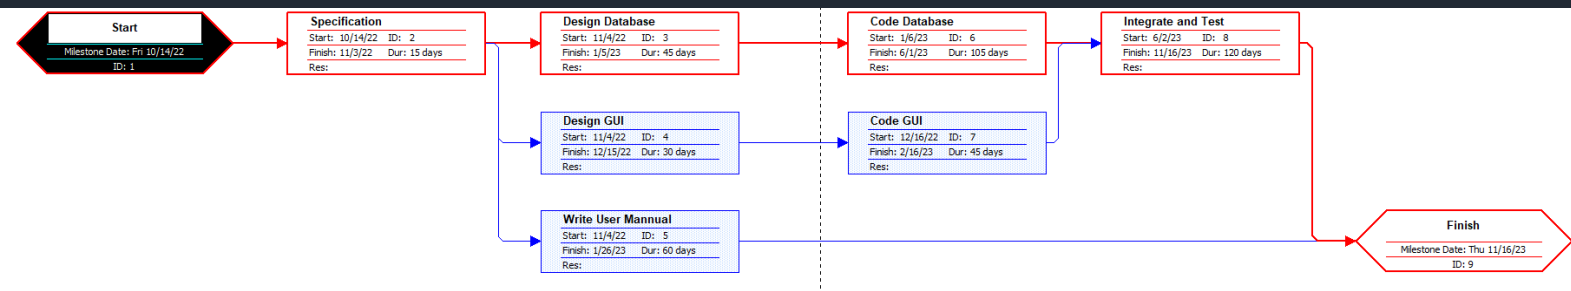 Start
Milestone Date: Fri 10/14/22
ID: 1
Specification
Start: 10/14/22 ID: 2
Finish: 11/3/22 Dur: 15 days
Res:
Design Database
Start: 11/4/22 ID: 3
Finish: 1/5/23 Dur: 45 days
Res:
Code Database
Start: 1/6/23 ID: 6
Finish: 6/1/23 Dur: 105 days
Res:
Integrate and Test
Start: 6/2/23 ID: 8
Finish: 11/16/23 Dur: 120 days
Res:
Design GUI
Start: 11/4/22 ID: 4
Finish: 12/15/22 Dur: 30 days
Res:
Code GUI
Start: 12/16/22 ID: 7
Finish: 2/16/23 Dur: 45 days
Res:
Write User Mannual
Start: 11/4/22 ID: 5
Finish: 1/26/23 Dur: 60 days
Res:
Finish
Milestone Date: Thu 11/16/23
ID: 9